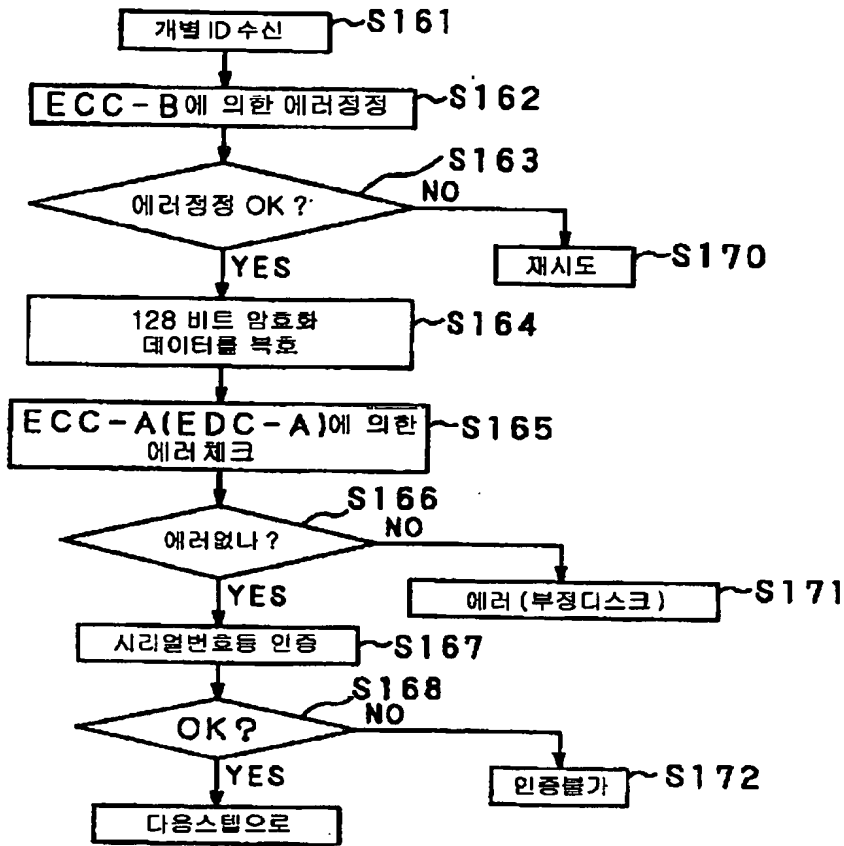 개별 ID 수신
S161
ECC-B에 의한 에러정정
S162
에러정정 OK ?
S163
NO
YES
재시도
S170
128 비트 암호화
데이터를 복호
S164
ECC-A(EDC-A)에 의한
에러체크
S165
에러없나 ?
S166
NO
YES
에러 (부정디스크)
S171
시리얼번호등 인증
S167
OK?
S168
NO
YES
인증불가
S172
다음스텝으로